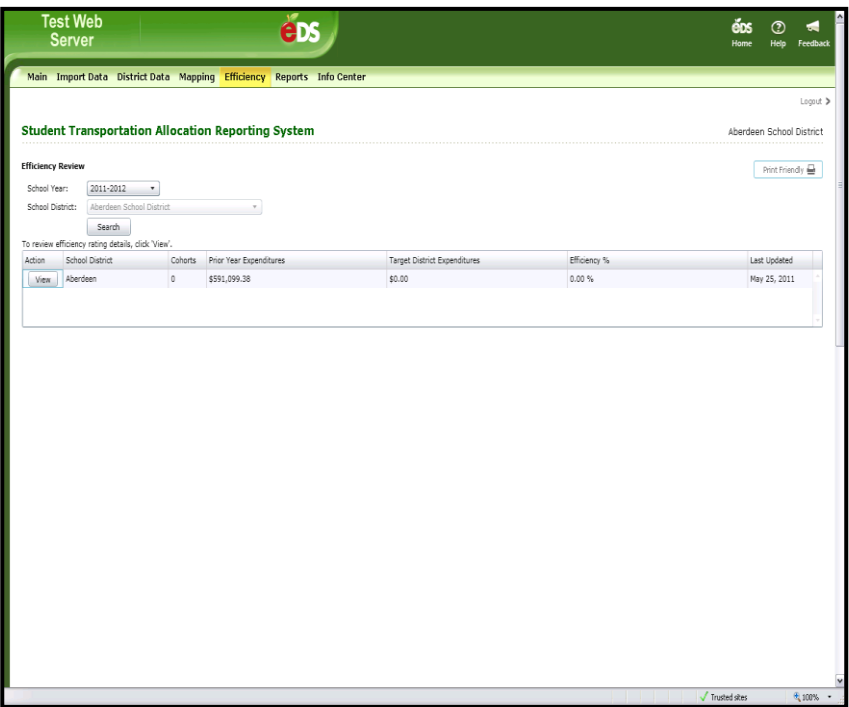 Test Web
Server
eDS
eDS
Home Help Feedback
Main Import Data District Data Mapping Efficiency Reports Info Center
Logout
Student Transportation Allocation Reporting System
Aberdeen School District
Efficiency Review
Print Friendly
School Year: 2011-2012
School District: Aberdeen School District
Search
To review efficiency rating details, click 'View'.
Action School District Cohorts Prior Year Expenditures Target District Expenditures Efficiency % Last Updated
View Aberdeen 0 $591,099.38 $0.00 0.00 % May 25, 2011
Trusted sites 100%